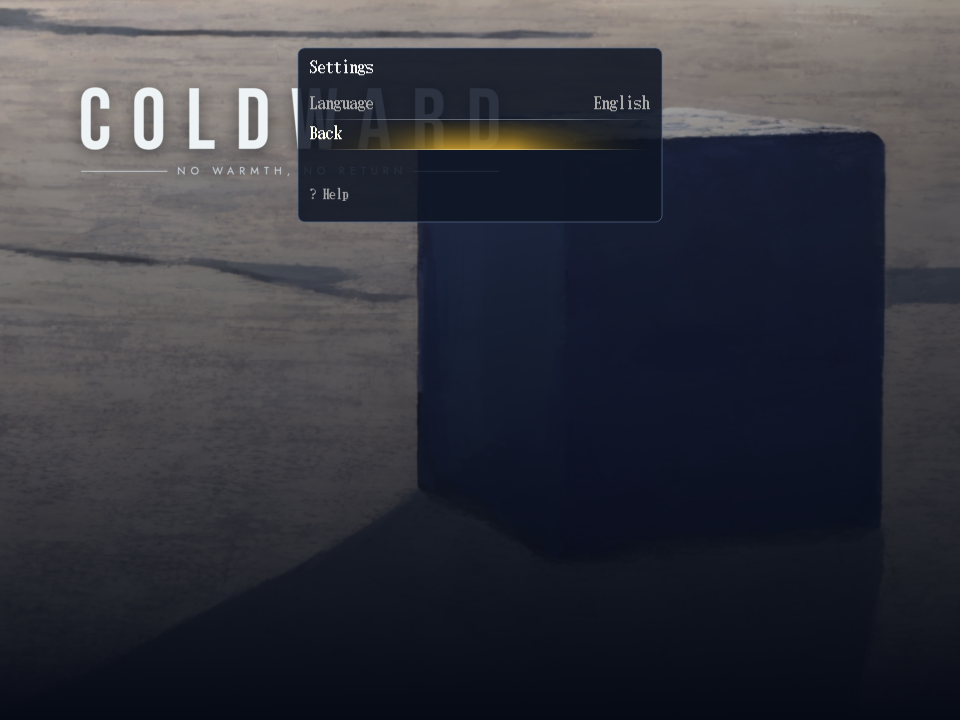 Settings
COLDWARD
Language English
Back
NO WARMTH, NO RETURN
? Help